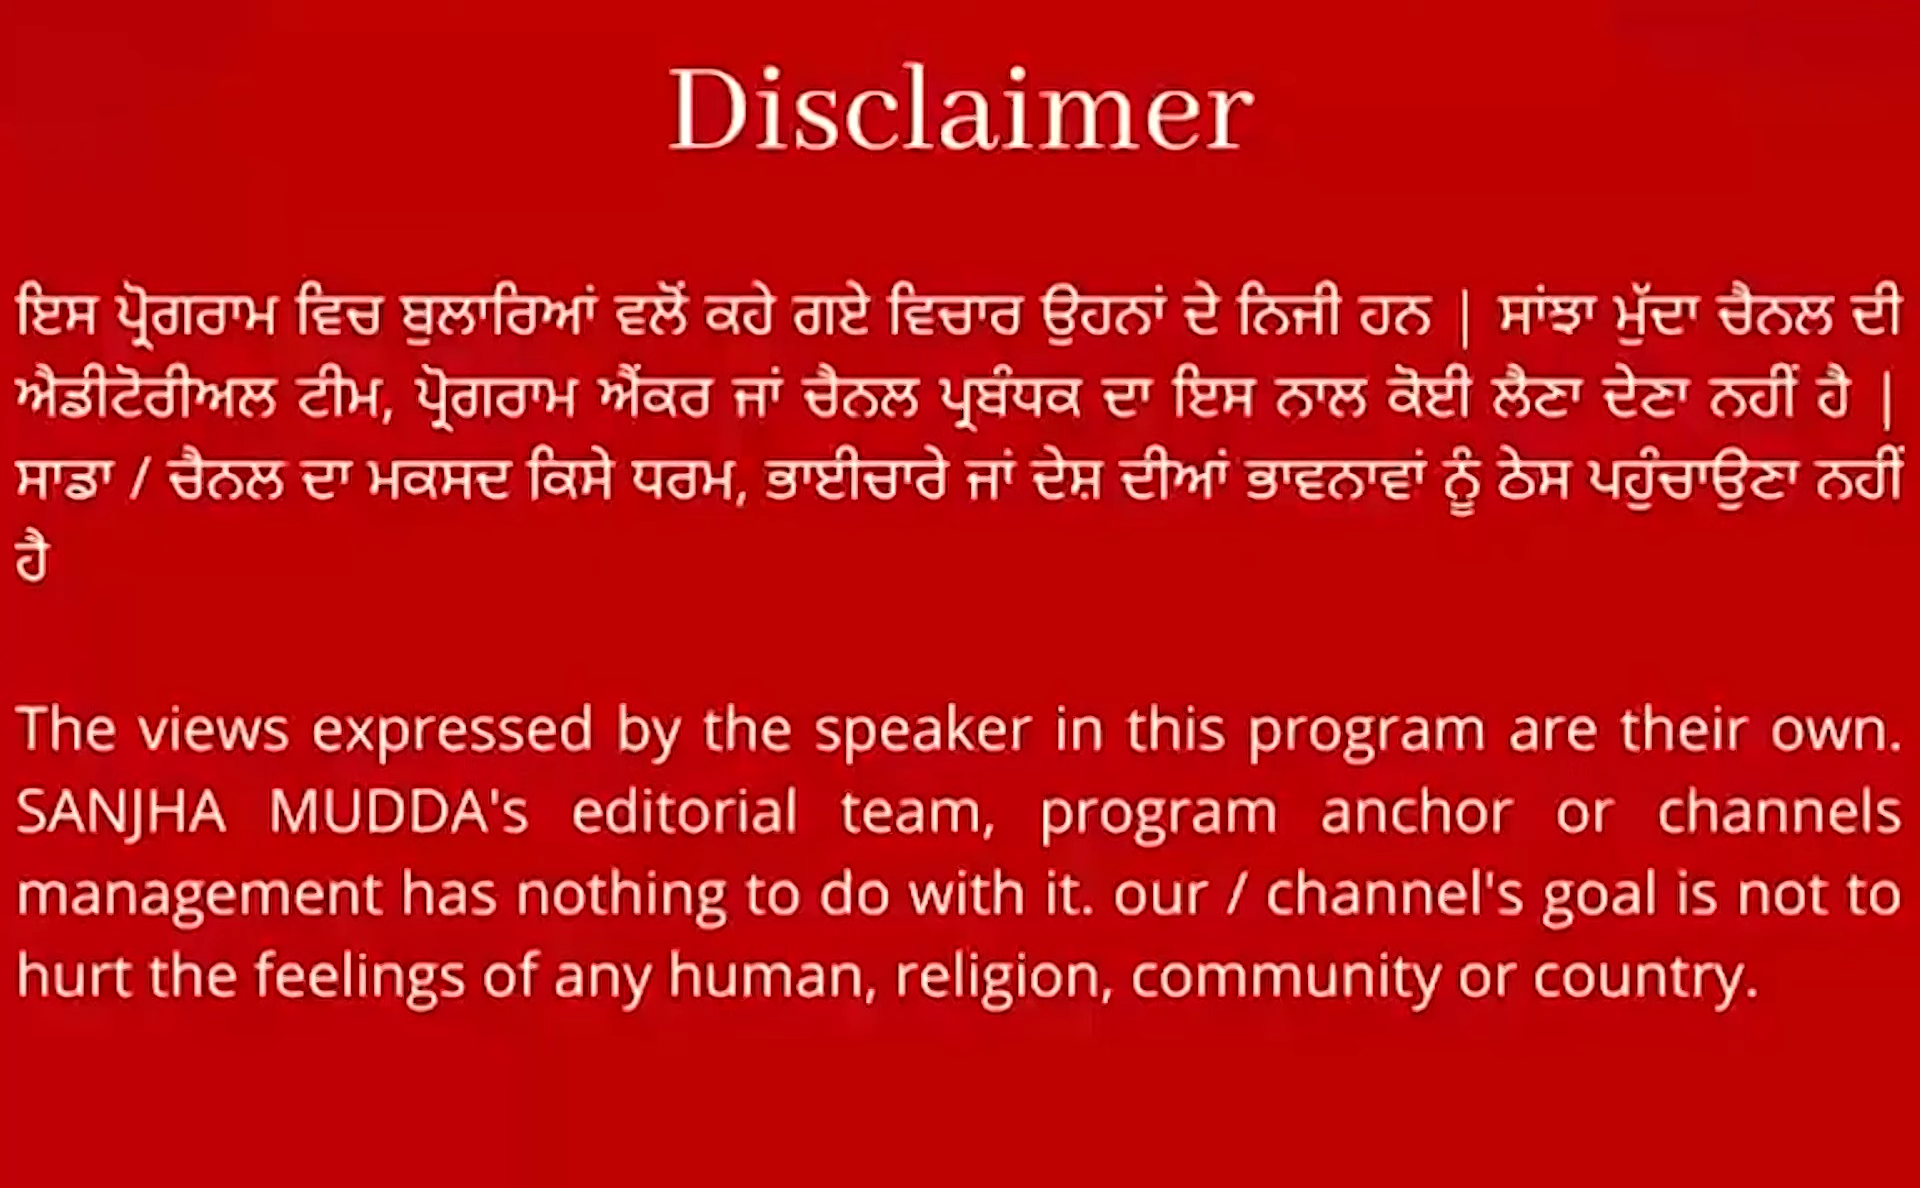 Disclaimer
ਇਸ ਪ੍ਰੋਗਰਾਮ ਵਿਚ ਬੁਲਾਰਿਆਂ ਵਲੋਂ ਕਹੇ ਗਏ ਵਿਚਾਰ ਉਹਨਾਂ ਦੇ ਨਿਜੀ ਹਨ | ਸਾਂਝਾ ਮੁੱਦਾ ਚੈਨਲ ਦੀ
ਐਡੀਟੋਰੀਅਲ ਟੀਮ, ਪ੍ਰੋਗਰਾਮ ਐਂਕਰ ਜਾਂ ਚੈਨਲ ਪ੍ਰਬੰਧਕ ਦਾ ਇਸ ਨਾਲ ਕੋਈ ਲੈਣਾ ਦੇਣਾ ਨਹੀਂ ਹੈ |
ਸਾਡਾ / ਚੈਨਲ ਦਾ ਮਕਸਦ ਕਿਸੇ ਧਰਮ, ਭਾਈਚਾਰੇ ਜਾਂ ਦੇਸ਼ ਦੀਆਂ ਭਾਵਨਾਵਾਂ ਨੂੰ ਠੇਸ ਪਹੁੰਚਾਉਣਾ ਨਹੀਂ
ਹੈ
The views expressed by the speaker in this program are their own.
SANJHA MUDDA's editorial team, program anchor or channels
management has nothing to do with it. our / channel's goal is not to
hurt the feelings of any human, religion, community or country.